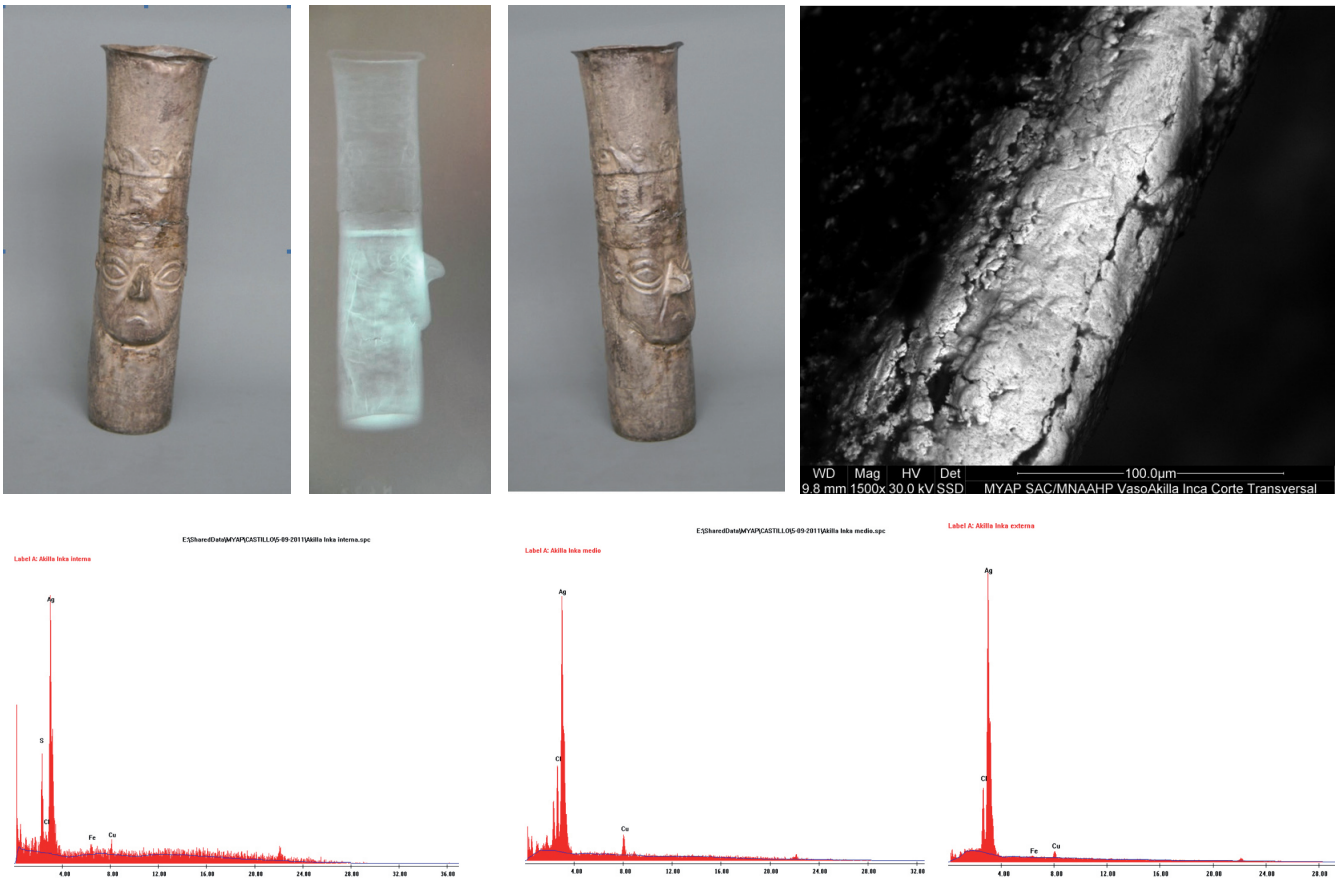 WD Mag HV Det 100.0µm
9.8 mm 1500x 30.0 kV SSD MYAP SAC/MNAAHP VasoAkilla Inca Corte Transversal
E:\SharedData\MYAP\CASTILLO\5-09-2011\Akilla Inka interna.spc
Label A: Akilla Inka interna
Ag
S
Cl
Fe
Cu
4.00 8.00 12.00 16.00 20.00 24.00 28.00 32.00 36.00
E:\SharedData\MYAP\CASTILLO\5-09-2011\Akilla Inka medio.spc
Label A: Akilla Inka medio
Ag
Cl
Cu
4.00 8.00 12.00 16.00 20.00 24.00 28.00 32.00
Label A: Akilla Inka externa
Ag
Cl
Fe
Cu
4.00 8.00 12.00 16.00 20.00 24.00 28.00